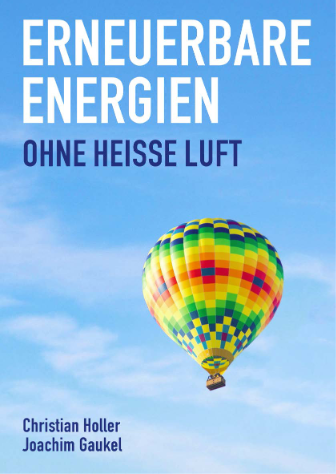 ERNEUERBARE
ENERGIEN
OHNE HEISSE LUFT
Christian Holler
Joachim Gaukel